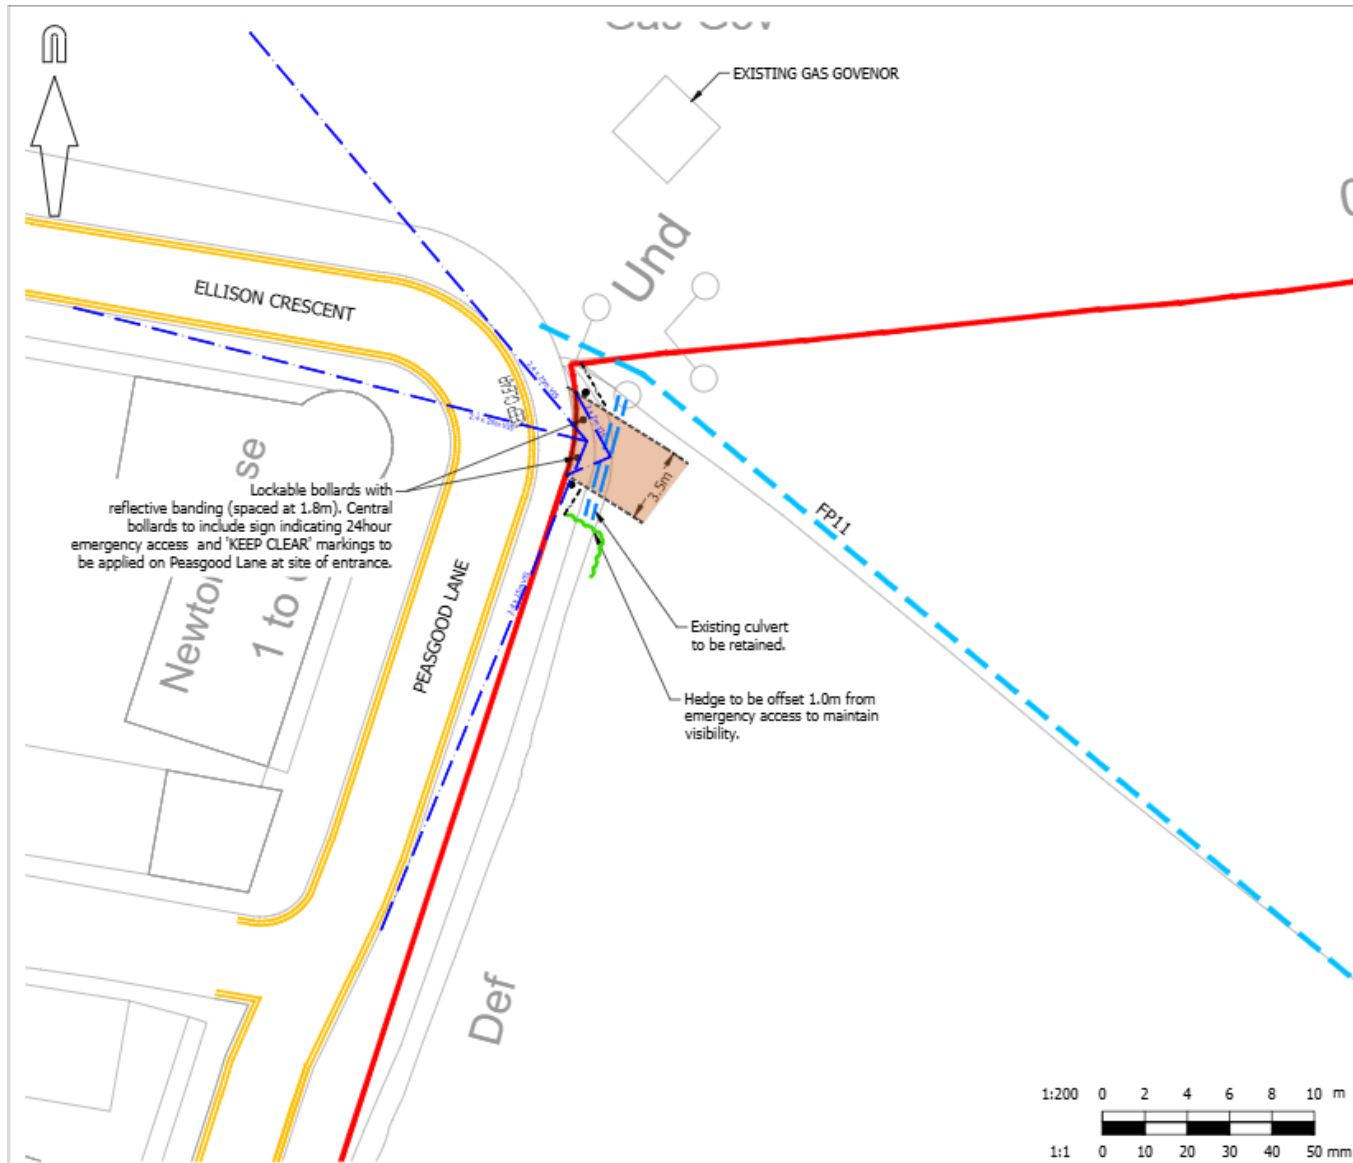 Gas Gov
EXISTING GAS GOVENOR
Und
ELLISON CRESCENT
KEEP CLEAR
Lockable bollards with
reflective banding (spaced at 1.8m). Central
bollards to include sign indicating 24hour
emergency access and 'KEEP CLEAR' markings to
be applied on Peasgood Lane at site of entrance.
3.5m
FP11
PEASGOOD LANE
1 to
Existing culvert
to be retained.
Hedge to be offset 1.0m from
emergency access to maintain
visibility.
Def
1:200 0 2 4 6 8 10 m
1:1 0 10 20 30 40 50 mm